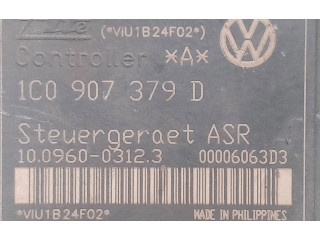 (*VIU1B24F02*)
Controller *A*
1C0 907 379 D
Steuergeraet ASR
10.0960-0312.3 00006063D3
*VIU1B24F02*
MADE IN PHILIPPINES